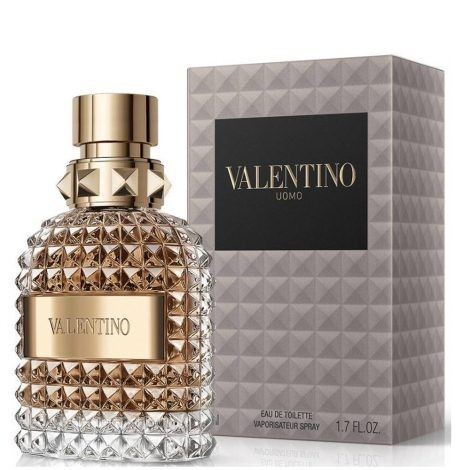 VALENTINO
UOMO
VALENTINO
EAU DE TOILETTE
VAPORISATEUR SPRAY
1.7 FL.OZ.